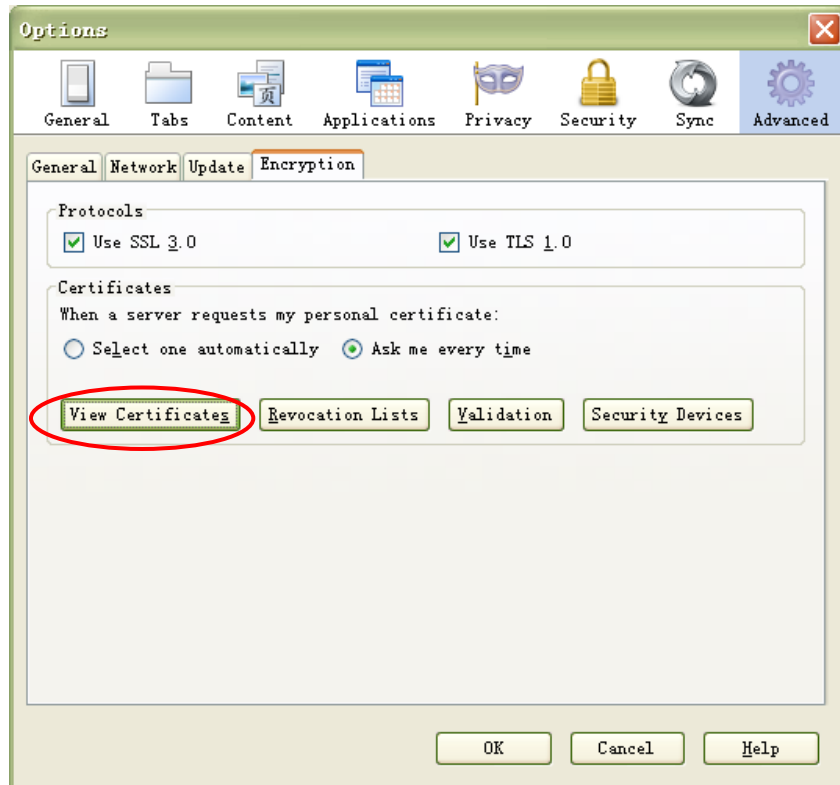 Options
General Tabs Content Applications Privacy Security Sync Advanced
General Network Update Encryption
Protocols
Use SSL 3.0 Use TLS 1.0
Certificates
When a server requests my personal certificate:
Select one automatically Ask me every time
View Certificates Revocation Lists Validation Security Devices
OK Cancel Help
页